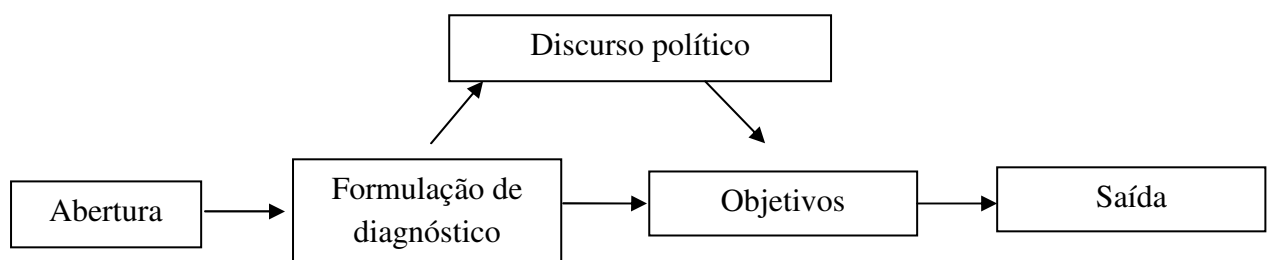 Discurso político
Abertura
Formulação de
diagnóstico
Objetivos
Saída